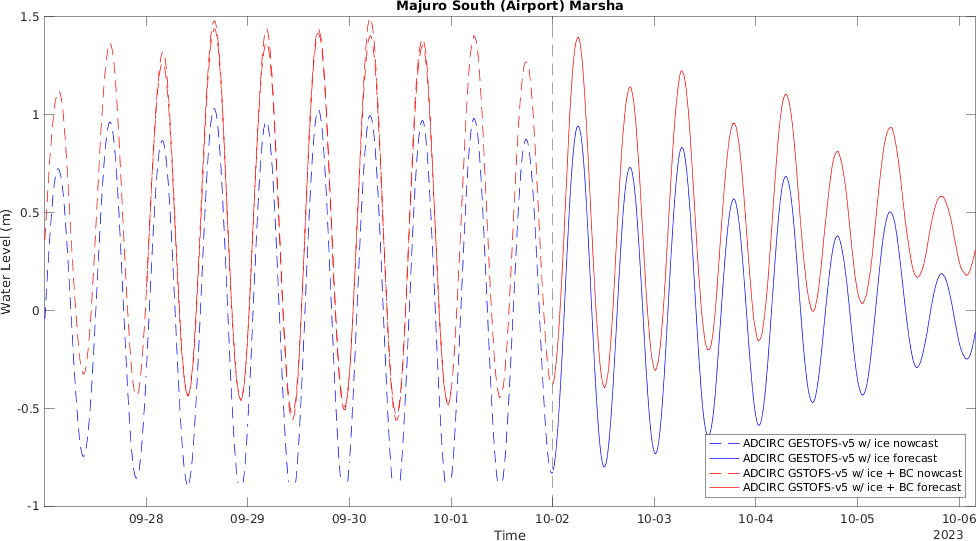 Majuro South (Airport) Marsha
1.5
1
0.5
0
-0.5
-1
Water Level (m)
ADCIRC GESTOFS-v5 w/ ice nowcast
ADCIRC GESTOFS-v5 w/ ice forecast
ADCIRC GSTOFS-v5 w/ ice + BC nowcast
ADCIRC GSTOFS-v5 w/ ice + BC forecast
09-28 09-29 09-30 10-01 10-02 10-03 10-04 10-05 10-06
Time
2023